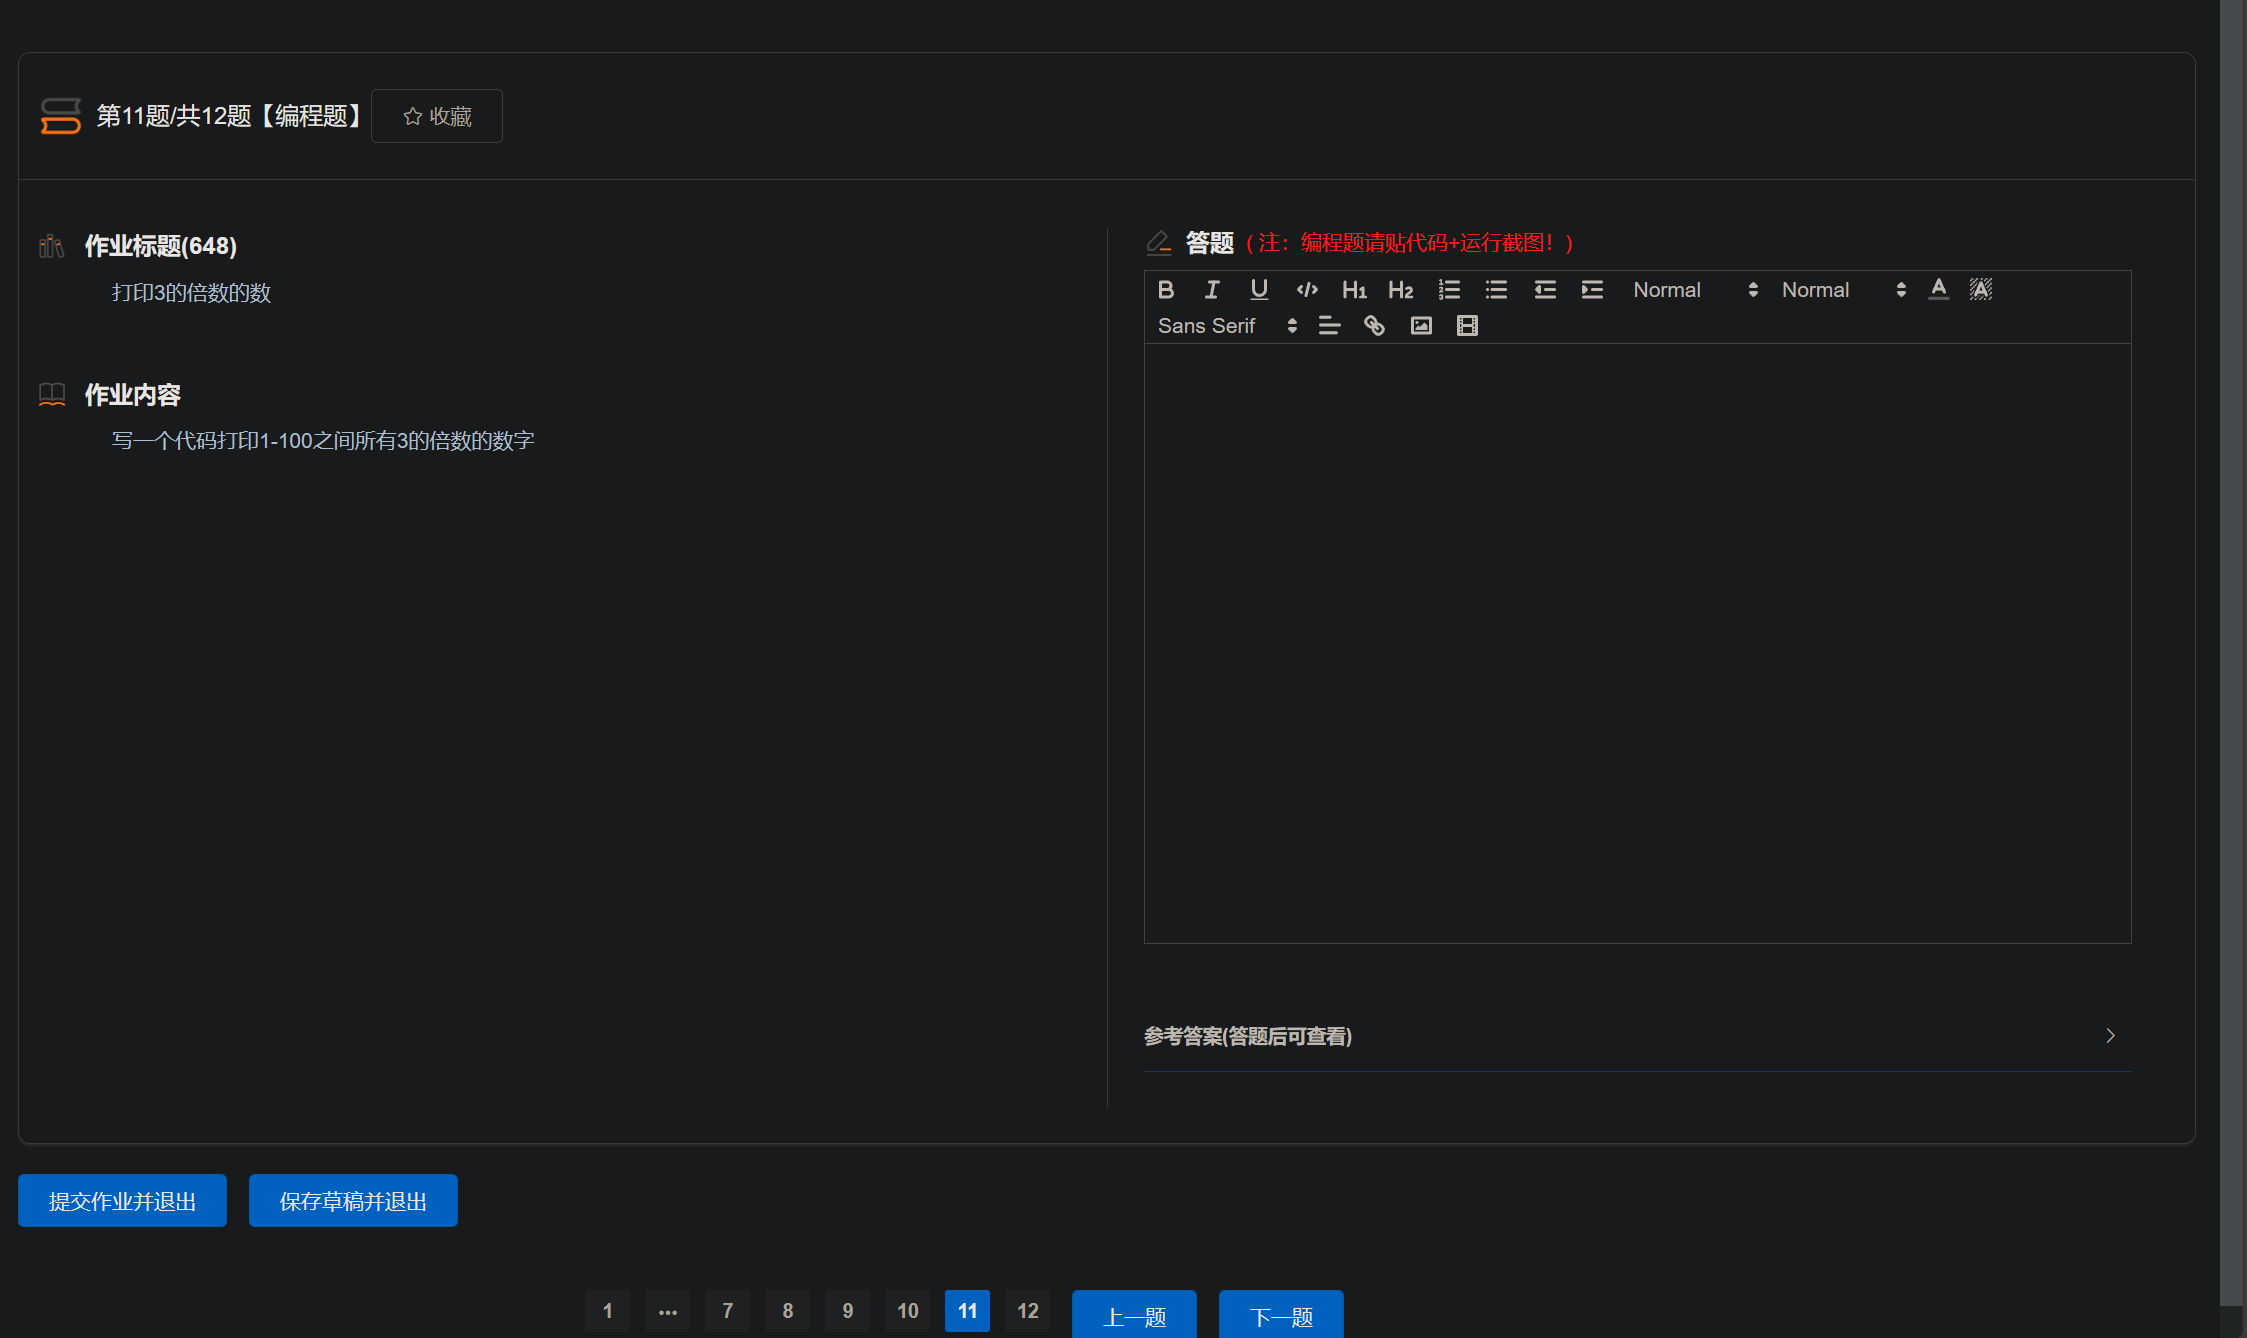 第11题/共12题【编程题】
收藏
作业标题(648)
打印3的倍数的数
作业内容
写一个代码打印1-100之间所有3的倍数的数字
答题（注：编程题请贴代码+运行截图！）
B I U </> H1 H2 Normal Normal A A
Sans Serif
参考答案(答题后可查看)
提交作业并退出 保存草稿并退出
1 ... 7 8 9 10 11 12 上一题 下一题